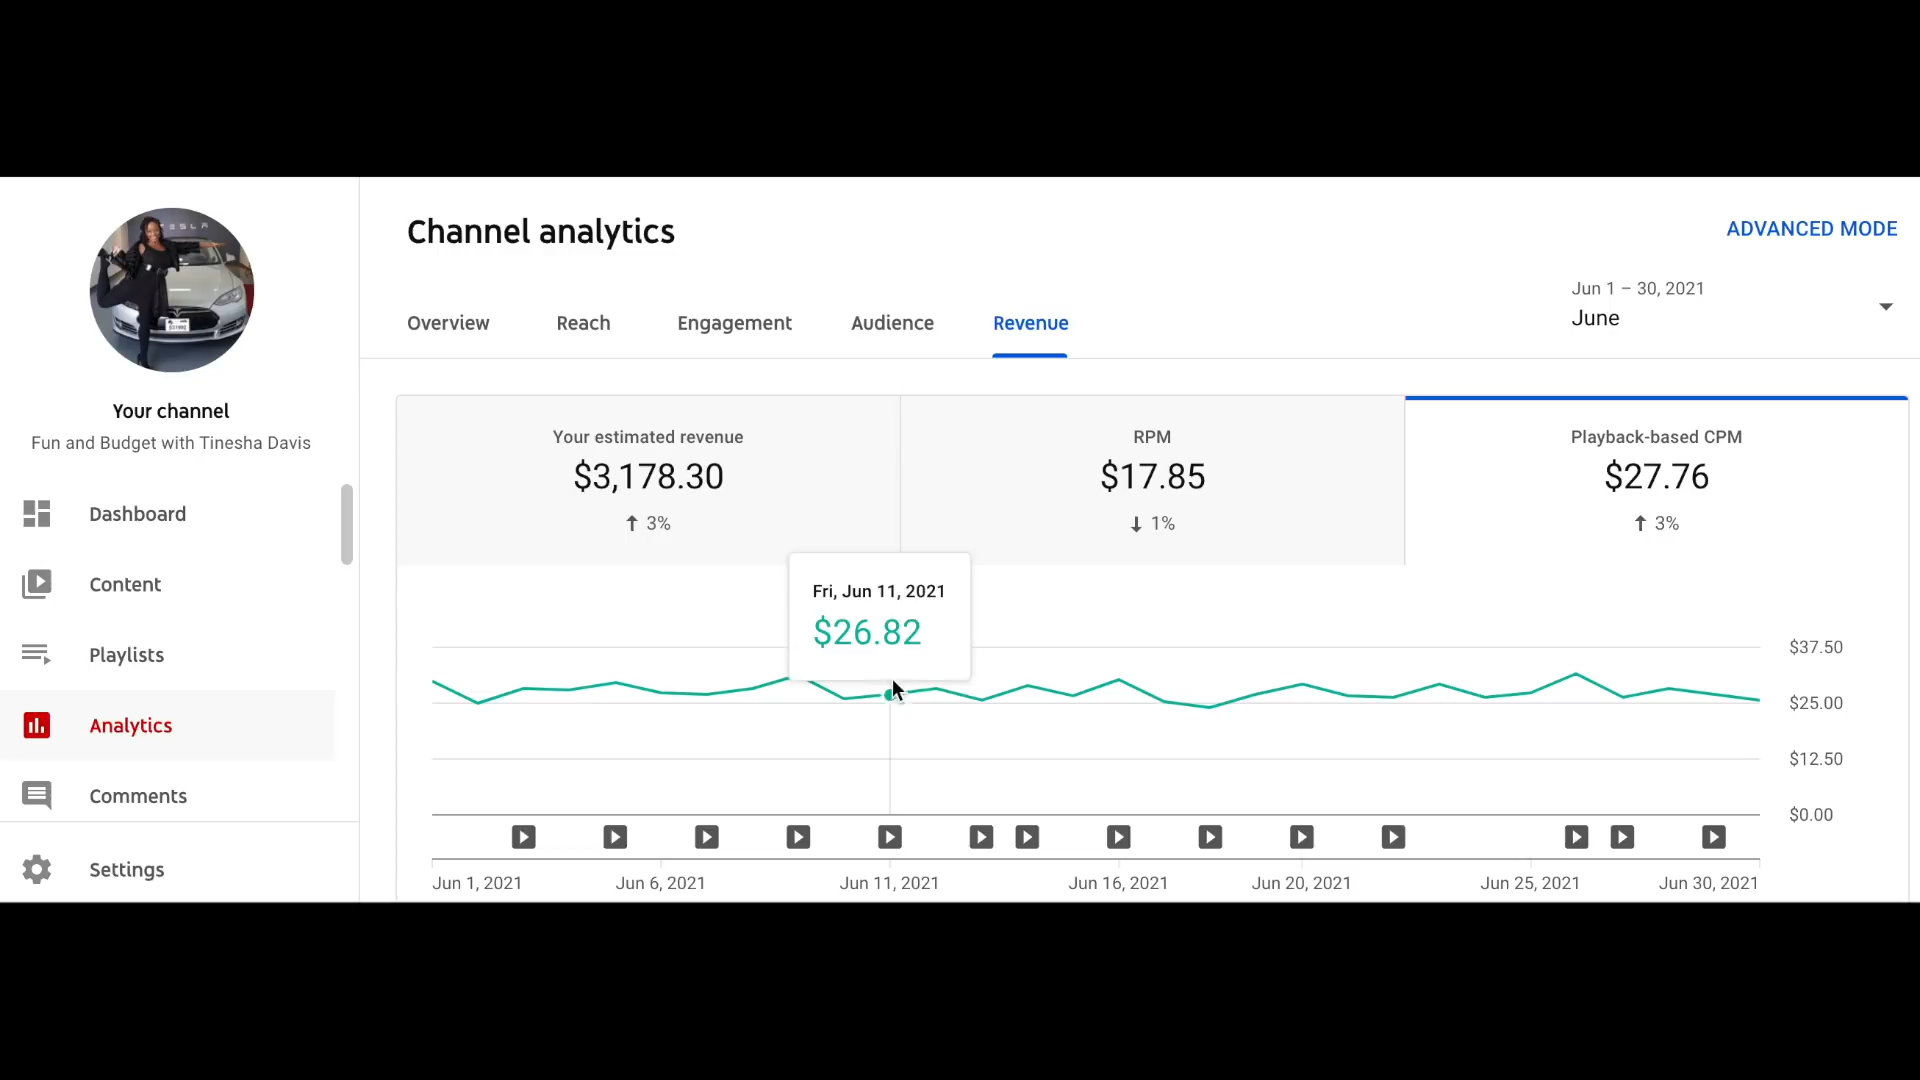 Channel analytics
ADVANCED MODE
Jun 1 – 30, 2021
June
Overview Reach Engagement Audience Revenue
TESLA
Your channel
Fun and Budget with Tinesha Davis
Dashboard
Content
Playlists
Analytics
Comments
Settings
Your estimated revenue
$3,178.30
3%
RPM
$17.85
1%
Playback-based CPM
$27.76
3%
Fri, Jun 11, 2021
$26.82
$37.50
$25.00
$12.50
$0.00
Jun 1, 2021 Jun 6, 2021 Jun 11, 2021 Jun 16, 2021 Jun 20, 2021 Jun 25, 2021 Jun 30, 2021